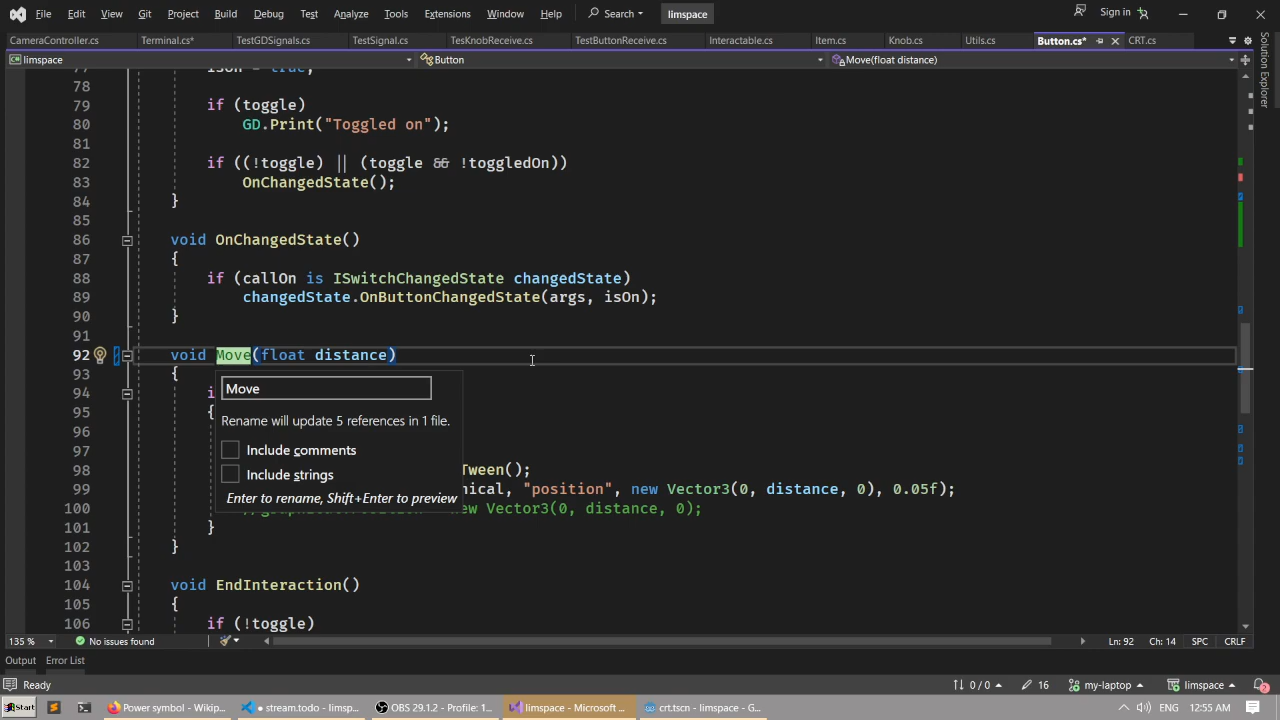 File Edit View Git Project Build Debug Test Analyze Tools Extensions Window Help Search limspace Sign in
CameraController.cs Terminal.cs* TestGDSignals.cs TestSignal.cs TesKnobReceive.cs TestButtonReceive.cs Interactable.cs Item.cs Knob.cs Utils.cs Button.cs* CRT.cs
Solution Explorer
limspace Button Move(float distance)
77 isOn = true;
78
79 if (toggle)
80 GD.Print("Toggled on");
81
82 if ((!toggle) || (toggle && !toggledOn))
83 OnChangedState();
84 }
85
86 void OnChangedState()
87 {
88 if (callOn is ISwitchChangedState changedState)
89 changedState.OnButtonChangedState(args, isOn);
90 }
91
92 void Move(float distance)
93 {
94 i
Move
95 {
Rename will update 5 references in 1 file.
96
Include comments
97
98 Tween();
Include strings
99 nical, "position", new Vector3(0, distance, 0), 0.05f);
Enter to rename, Shift+Enter to preview
100 new Vector3(0, distance, 0);
101 }
102 }
103
104 void EndInteraction()
105 {
106 if (!toggle)
135 % No issues found Ln: 92 Ch: 14 SPC CRLF
Output Error List
Ready 0 / 0 16 my-laptop limspace 2
Start Power symbol - Wikip... stream.todo - limsp... OBS 29.1.2 - Profile: 1... limspace - Microsoft ... crt.tscn - limspace - G... ENG 12:55 AM